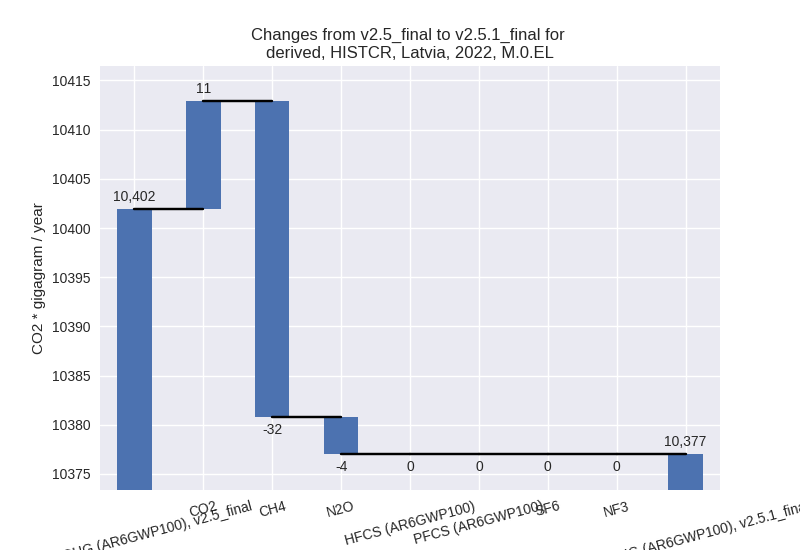 Changes from v2.5_final to v2.5.1_final for
derived, HISTCR, Latvia, 2022, M.0.EL
CO2 * gigagram / year
10415
10410
10405
10400
10395
10390
10385
10380
10375
10,402
11
-32
-4
0
0
0
0
10,377
(AR6GWP100), v2.5_final
CO2
CH4
N2O
HFCS (AR6GWP100)
PFCS (AR6GWP100)
SF6
NF3
(AR6GWP100), v2.5.1_fina